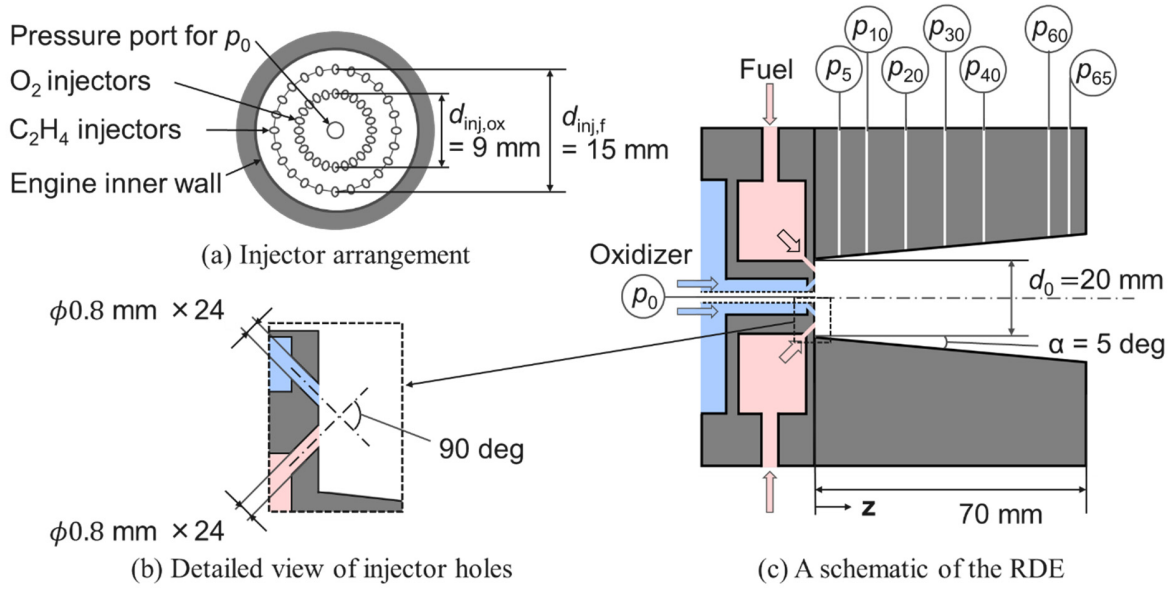 Pressure port for p0
O2 injectors
C2H4 injectors
Engine inner wall
dinj,ox
= 9 mm
dinj,f
= 15 mm
(a) Injector arrangement
ϕ0.8 mm ×24
90 deg
ϕ0.8 mm ×24
(b) Detailed view of injector holes
Fuel
p5
p10
p20
p30
p40
p60
p65
Oxidizer
p0
d0 =20 mm
α = 5 deg
z
70 mm
(c) A schematic of the RDE